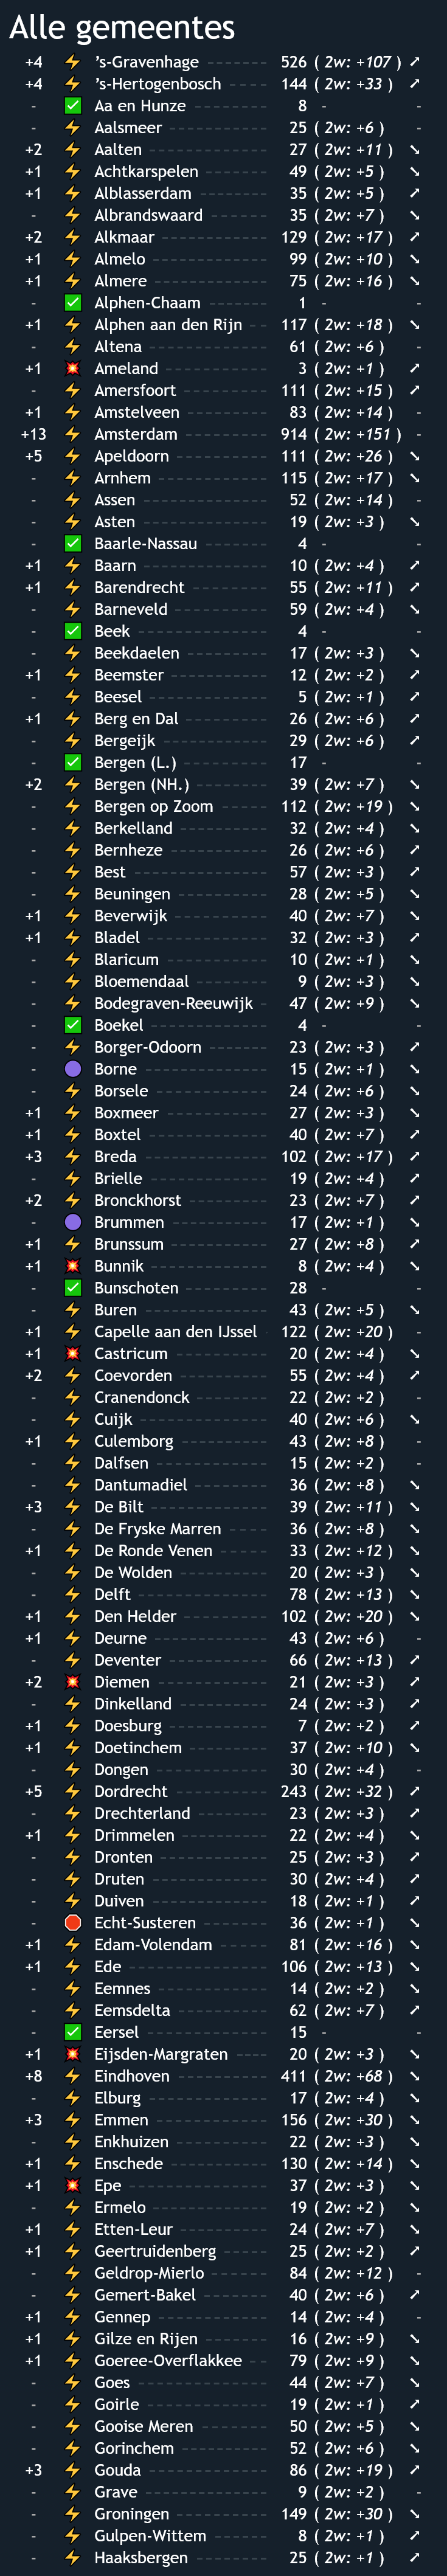 Alle gemeentes
+4 ⚡ ’s-Gravenhage 526 ( 2w: +107 ) ➚
+4 ⚡ ’s-Hertogenbosch 144 ( 2w: +33 ) ➚
- ✅ Aa en Hunze 8 - -
- ⚡ Aalsmeer 25 ( 2w: +6 ) -
+2 ⚡ Aalten 27 ( 2w: +11 ) ➘
+1 ⚡ Achtkarspelen 49 ( 2w: +5 ) ➘
+1 ⚡ Alblasserdam 35 ( 2w: +5 ) ➚
- ⚡ Albrandswaard 35 ( 2w: +7 ) ➘
+2 ⚡ Alkmaar 129 ( 2w: +17 ) ➚
+1 ⚡ Almelo 99 ( 2w: +10 ) ➘
+1 ⚡ Almere 75 ( 2w: +16 ) ➘
- ✅ Alphen-Chaam 1 - -
+1 ⚡ Alphen aan den Rijn 117 ( 2w: +18 ) ➘
- ⚡ Altena 61 ( 2w: +6 ) -
+1 💥 Ameland 3 ( 2w: +1 ) ➚
- ⚡ Amersfoort 111 ( 2w: +15 ) ➚
+1 ⚡ Amstelveen 83 ( 2w: +14 ) -
+13 ⚡ Amsterdam 914 ( 2w: +151 ) -
+5 ⚡ Apeldoorn 111 ( 2w: +26 ) ➘
- ⚡ Arnhem 115 ( 2w: +17 ) ➘
- ⚡ Assen 52 ( 2w: +14 ) -
- ⚡ Asten 19 ( 2w: +3 ) ➘
- ✅ Baarle-Nassau 4 - -
+1 ⚡ Baarn 10 ( 2w: +4 ) ➚
+1 ⚡ Barendrecht 55 ( 2w: +11 ) ➚
- ⚡ Barneveld 59 ( 2w: +4 ) ➘
- ✅ Beek 4 - -
- ⚡ Beekdaelen 17 ( 2w: +3 ) ➘
+1 ⚡ Beemster 12 ( 2w: +2 ) ➚
- ⚡ Beesel 5 ( 2w: +1 ) ➚
+1 ⚡ Berg en Dal 26 ( 2w: +6 ) ➚
- ⚡ Bergeijk 29 ( 2w: +6 ) ➚
- ✅ Bergen (L.) 17 - -
+2 ⚡ Bergen (NH.) 39 ( 2w: +7 ) ➘
- ⚡ Bergen op Zoom 112 ( 2w: +19 ) ➘
- ⚡ Berkelland 32 ( 2w: +4 ) ➘
- ⚡ Bernheze 26 ( 2w: +6 ) ➚
- ⚡ Best 57 ( 2w: +3 ) ➚
- ⚡ Beuningen 28 ( 2w: +5 ) ➘
+1 ⚡ Beverwijk 40 ( 2w: +7 ) ➘
+1 ⚡ Bladel 32 ( 2w: +3 ) ➚
- ⚡ Blaricum 10 ( 2w: +1 ) ➘
- ⚡ Bloemendaal 9 ( 2w: +3 ) ➘
- ⚡ Bodegraven-Reeuwijk 47 ( 2w: +9 ) ➘
- ✅ Boekel 4 - -
- ⚡ Borger-Odoorn 23 ( 2w: +3 ) ➚
- 🟣 Borne 15 ( 2w: +1 ) ➘
- ⚡ Borsele 24 ( 2w: +6 ) ➘
+1 ⚡ Boxmeer 27 ( 2w: +3 ) ➘
+1 ⚡ Boxtel 40 ( 2w: +7 ) ➚
+3 ⚡ Breda 102 ( 2w: +17 ) ➚
- ⚡ Brielle 19 ( 2w: +4 ) ➚
+2 ⚡ Bronckhorst 23 ( 2w: +7 ) ➚
- 🟣 Brummen 17 ( 2w: +1 ) ➘
+1 ⚡ Brunssum 27 ( 2w: +8 ) ➚
+1 💥 Bunnik 8 ( 2w: +4 ) ➘
- ✅ Bunschoten 28 - -
- ⚡ Buren 43 ( 2w: +5 ) ➘
+1 ⚡ Capelle aan den IJssel 122 ( 2w: +20 ) -
+1 💥 Castricum 20 ( 2w: +4 ) ➘
+2 ⚡ Coevorden 55 ( 2w: +4 ) ➚
- ⚡ Cranendonck 22 ( 2w: +2 ) -
- ⚡ Cuijk 40 ( 2w: +6 ) ➘
+1 ⚡ Culemborg 43 ( 2w: +8 ) -
- ⚡ Dalfsen 15 ( 2w: +2 ) -
- ⚡ Dantumadiel 36 ( 2w: +8 ) ➘
+3 ⚡ De Bilt 39 ( 2w: +11 ) ➚
- ⚡ De Fryske Marren 36 ( 2w: +8 ) ➘
+1 ⚡ De Ronde Venen 33 ( 2w: +12 ) ➘
- ⚡ De Wolden 20 ( 2w: +3 ) ➘
- ⚡ Delft 78 ( 2w: +13 ) ➘
+1 ⚡ Den Helder 102 ( 2w: +20 ) ➘
+1 ⚡ Deurne 43 ( 2w: +6 ) -
- ⚡ Deventer 66 ( 2w: +13 ) ➚
+2 💥 Diemen 21 ( 2w: +3 ) ➚
- ⚡ Dinkelland 24 ( 2w: +3 ) ➚
+1 ⚡ Doesburg 7 ( 2w: +2 ) ➚
+1 ⚡ Doetinchem 37 ( 2w: +10 ) ➘
- ⚡ Dongen 30 ( 2w: +4 ) -
+5 ⚡ Dordrecht 243 ( 2w: +32 ) ➚
- ⚡ Drechterland 23 ( 2w: +3 ) ➚
+1 ⚡ Drimmelen 22 ( 2w: +4 ) ➘
- ⚡ Dronten 25 ( 2w: +3 ) ➚
- ⚡ Druten 30 ( 2w: +4 ) ➚
- ⚡ Duiven 18 ( 2w: +1 ) ➚
- 🛑 Echt-Susteren 36 ( 2w: +1 ) ➘
+1 ⚡ Edam-Volendam 81 ( 2w: +16 ) ➘
+1 ⚡ Ede 106 ( 2w: +13 ) ➘
- ⚡ Eemnes 14 ( 2w: +2 ) ➘
- ⚡ Eemsdelta 62 ( 2w: +7 ) ➚
- ✅ Eersel 15 - -
+1 💥 Eijsden-Margraten 20 ( 2w: +3 ) ➘
+8 ⚡ Eindhoven 411 ( 2w: +68 ) ➘
- ⚡ Elburg 17 ( 2w: +4 ) ➘
+3 ⚡ Emmen 156 ( 2w: +30 ) ➘
- ⚡ Enkhuizen 22 ( 2w: +3 ) ➘
+1 ⚡ Enschede 130 ( 2w: +14 ) ➘
+1 💥 Epe 37 ( 2w: +3 ) ➘
- ⚡ Ermelo 19 ( 2w: +2 ) ➘
+1 ⚡ Etten-Leur 24 ( 2w: +7 ) ➘
+1 ⚡ Geertruidenberg 25 ( 2w: +2 ) ➚
- ⚡ Geldrop-Mierlo 84 ( 2w: +12 ) -
- ⚡ Gemert-Bakel 40 ( 2w: +6 ) ➚
+1 ⚡ Gennep 14 ( 2w: +4 ) -
+1 ⚡ Gilze en Rijen 16 ( 2w: +9 ) ➘
+1 ⚡ Goeree-Overflakkee 79 ( 2w: +9 ) ➘
- ⚡ Goes 44 ( 2w: +7 ) ➘
- ⚡ Goirle 19 ( 2w: +1 ) ➚
- ⚡ Gooise Meren 50 ( 2w: +5 ) ➘
- ⚡ Gorinchem 52 ( 2w: +6 ) ➘
+3 ⚡ Gouda 86 ( 2w: +19 ) ➚
- ⚡ Grave 9 ( 2w: +2 ) -
- ⚡ Groningen 149 ( 2w: +30 ) ➘
- ⚡ Gulpen-Wittem 8 ( 2w: +1 ) ➚
- ⚡ Haaksbergen 25 ( 2w: +1 ) ➚